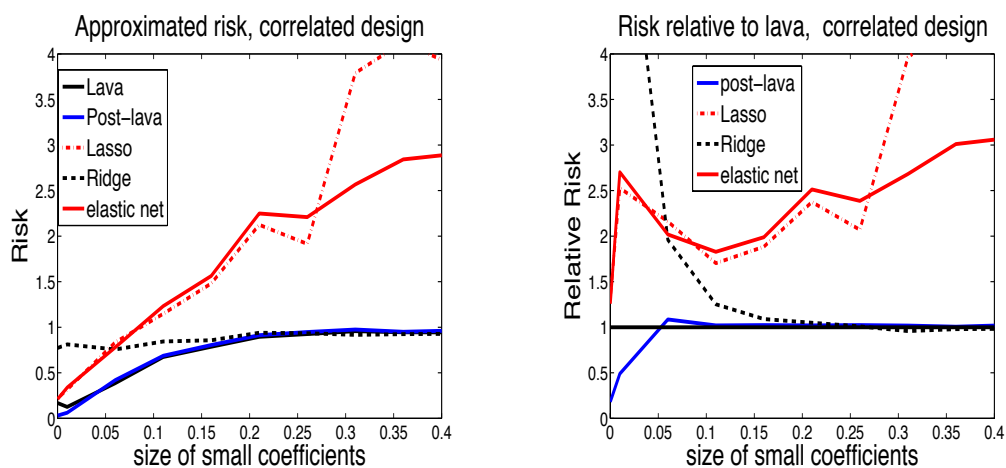 Approximated risk, correlated design
4
3.5
3
2.5
2
1.5
1
0.5
0
Risk
Lava
Post-lava
Lasso
Ridge
elastic net
0 0.05 0.1 0.15 0.2 0.25 0.3 0.35 0.4
size of small coefficients
Risk relative to lava, correlated design
4
3.5
3
2.5
2
1.5
1
0.5
0
Relative Risk
post-lava
Lasso
Ridge
elastic net
0 0.05 0.1 0.15 0.2 0.25 0.3 0.35 0.4
size of small coefficients